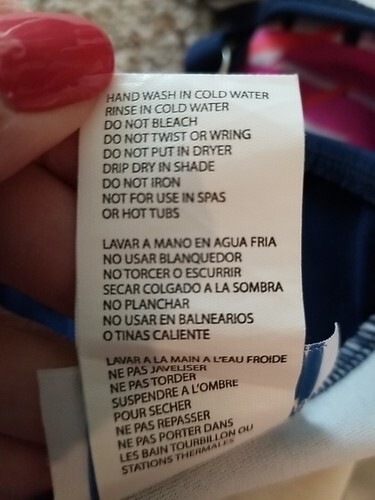 HAND WASH IN COLD WATER
RINSE IN COLD WATER
DO NOT BLEACH
DO NOT TWIST OR WRING
DO NOT PUT IN DRYER
DRIP DRY IN SHADE
DO NOT IRON
NOT FOR USE IN SPAS
OR HOT TUBS
LAVAR A MANO EN AGUA FRIA
NO USAR BLANQUEDOR
NO TORCER O ESCURRIR
SECAR COLGADO A LA SOMBRA
NO PLANCHAR
NO USAR EN BALNEARIOS
O TINAS CALIENTE
LAVAR A LA MAIN A L'EAU FROIDE
NE PAS JAVELISER
NE PAS TORDER
SUSPENDRE A L'OMBRE
POUR SECHER
NE PAS REPASSER
NE PAS PORTER DANS
LES BAIN TOURBILLON OU
STATIONS THERMALES